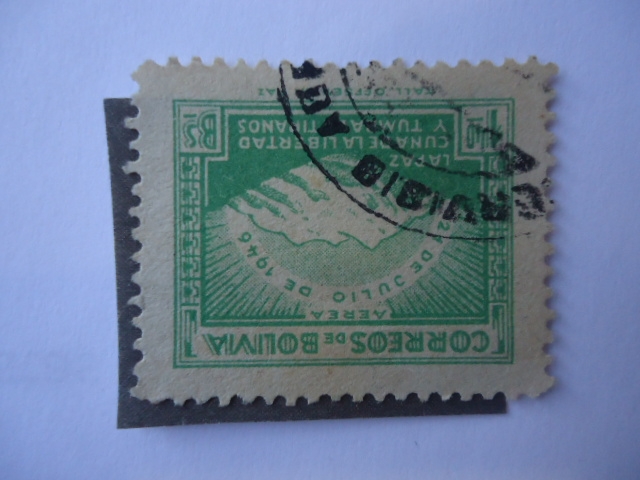 CORREOS DE BOLIVIA
AEREA
21 DE JULIO DE 1946
LA PAZ
CUNA DE LA LIBERTAD
Y TUMBA DE TIRANOS
Bs